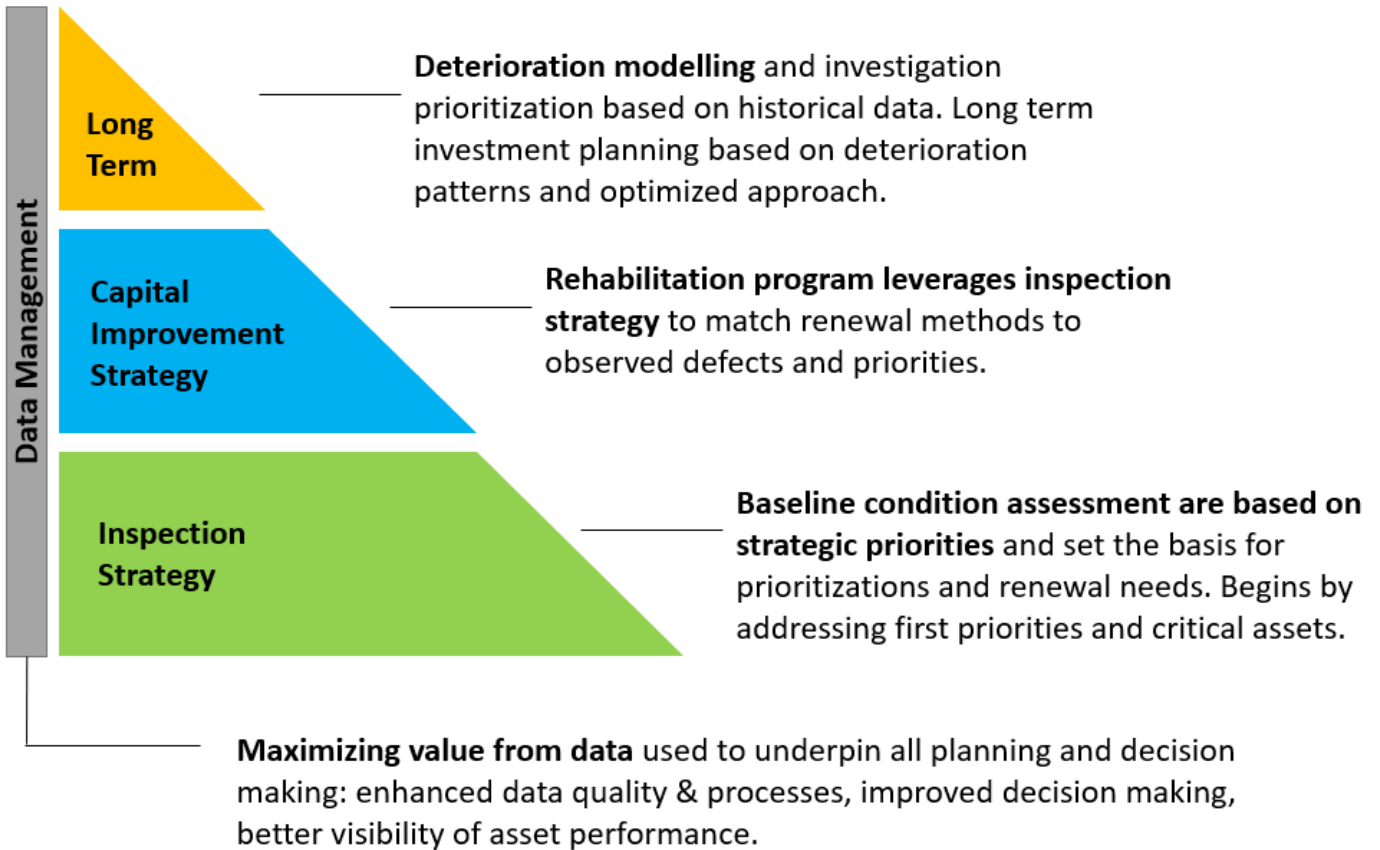 Data Management
Long
Term
Deterioration modelling and investigation
prioritization based on historical data. Long term
investment planning based on deterioration
patterns and optimized approach.
Capital
Improvement
Strategy
Rehabilitation program leverages inspection
strategy to match renewal methods to
observed defects and priorities.
Inspection
Strategy
Baseline condition assessment are based on
strategic priorities and set the basis for
prioritizations and renewal needs. Begins by
addressing first priorities and critical assets.
Maximizing value from data used to underpin all planning and decision
making: enhanced data quality & processes, improved decision making,
better visibility of asset performance.